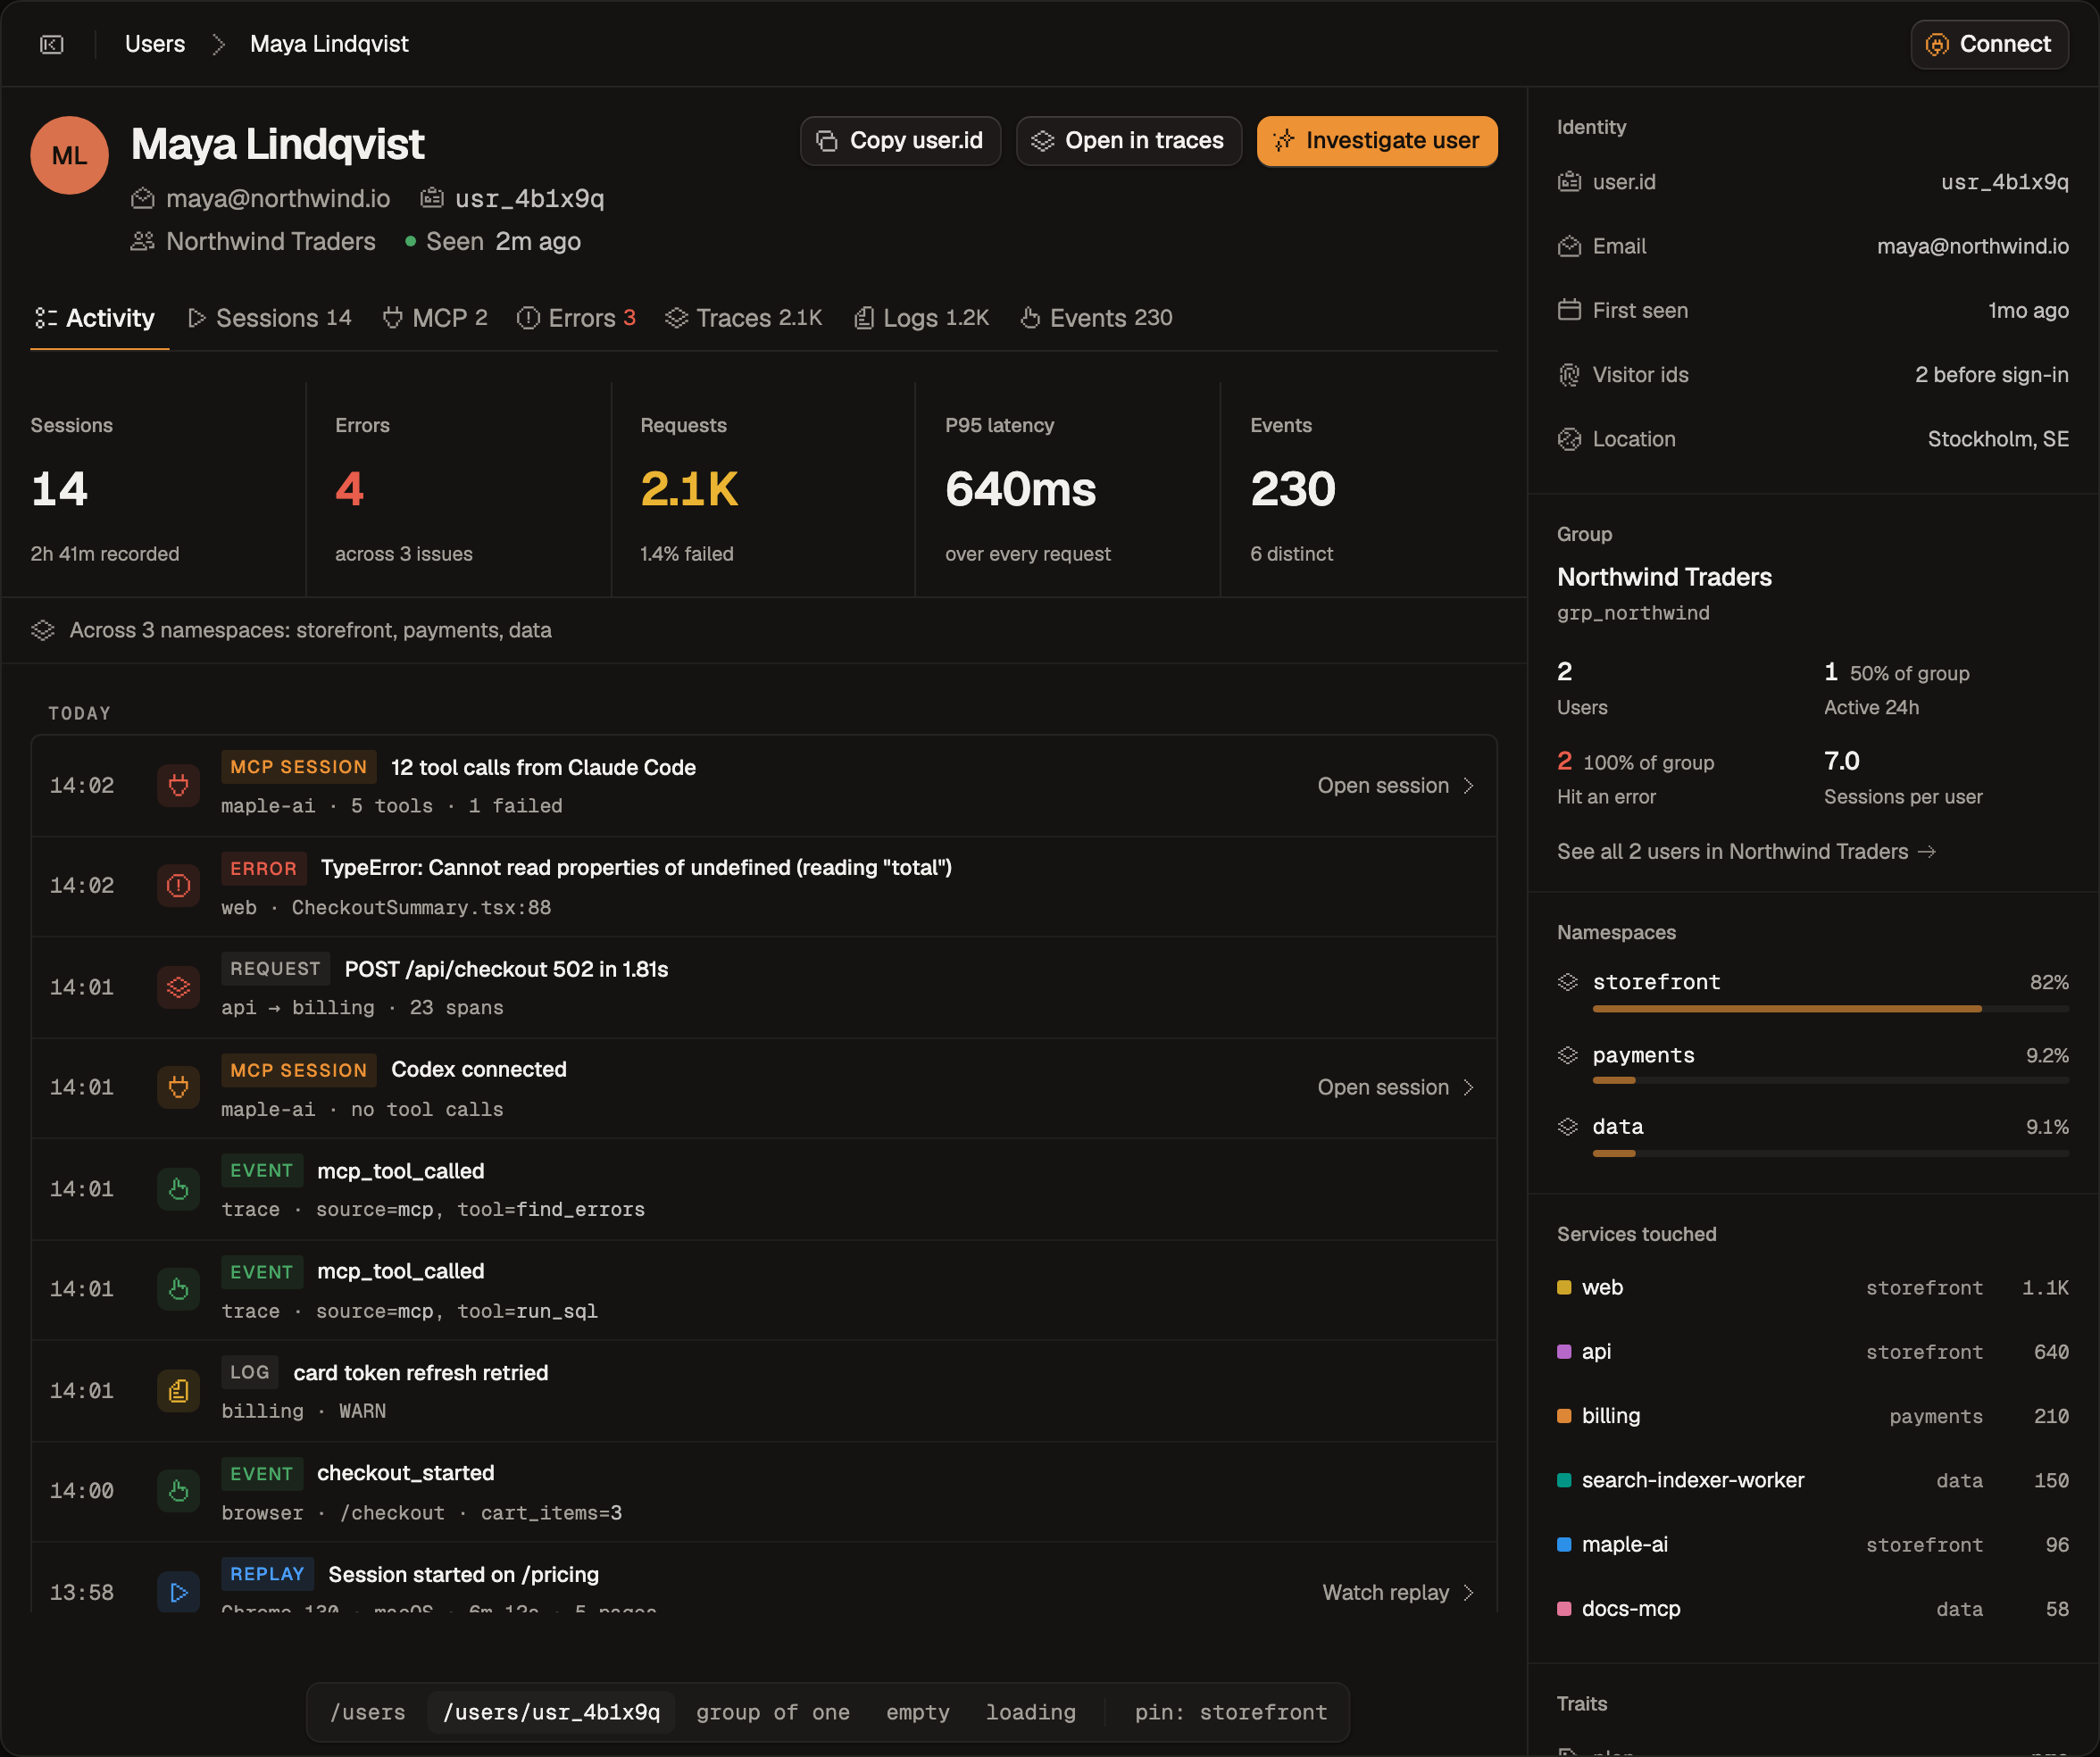 Users
Maya Lindqvist
Connect
ML
Maya Lindqvist
Copy user.id
Open in traces
Investigate user
maya@northwind.io usr_4b1x9q
Northwind Traders Seen 2m ago
Activity Sessions 14 MCP 2 Errors 3 Traces 2.1K Logs 1.2K Events 230
Sessions
14
2h 41m recorded
Errors
4
across 3 issues
Requests
2.1K
1.4% failed
P95 latency
640ms
over every request
Events
230
6 distinct
Across 3 namespaces: storefront, payments, data
TODAY
14:02
MCP SESSION 12 tool calls from Claude Code
maple-ai · 5 tools · 1 failed
Open session
14:02
ERROR TypeError: Cannot read properties of undefined (reading "total")
web · CheckoutSummary.tsx:88
14:01
REQUEST POST /api/checkout 502 in 1.81s
api → billing · 23 spans
14:01
MCP SESSION Codex connected
maple-ai · no tool calls
Open session
14:01
EVENT mcp_tool_called
trace · source=mcp, tool=find_errors
14:01
EVENT mcp_tool_called
trace · source=mcp, tool=run_sql
14:01
LOG card token refresh retried
billing · WARN
14:00
EVENT checkout_started
browser · /checkout · cart_items=3
13:58
REPLAY Session started on /pricing
Chrome 130 · macOS · 6m 12s · 5 pages
Watch replay
/users /users/usr_4b1x9q group of one empty loading pin: storefront
Identity
user.id usr_4b1x9q
Email maya@northwind.io
First seen 1mo ago
Visitor ids 2 before sign-in
Location Stockholm, SE
Group
Northwind Traders
grp_northwind
2
Users
1 50% of group
Active 24h
2 100% of group
Hit an error
7.0
Sessions per user
See all 2 users in Northwind Traders →
Namespaces
storefront 82%
payments 9.2%
data 9.1%
Services touched
web storefront 1.1K
api storefront 640
billing payments 210
search-indexer-worker data 150
maple-ai storefront 96
docs-mcp data 58
Traits